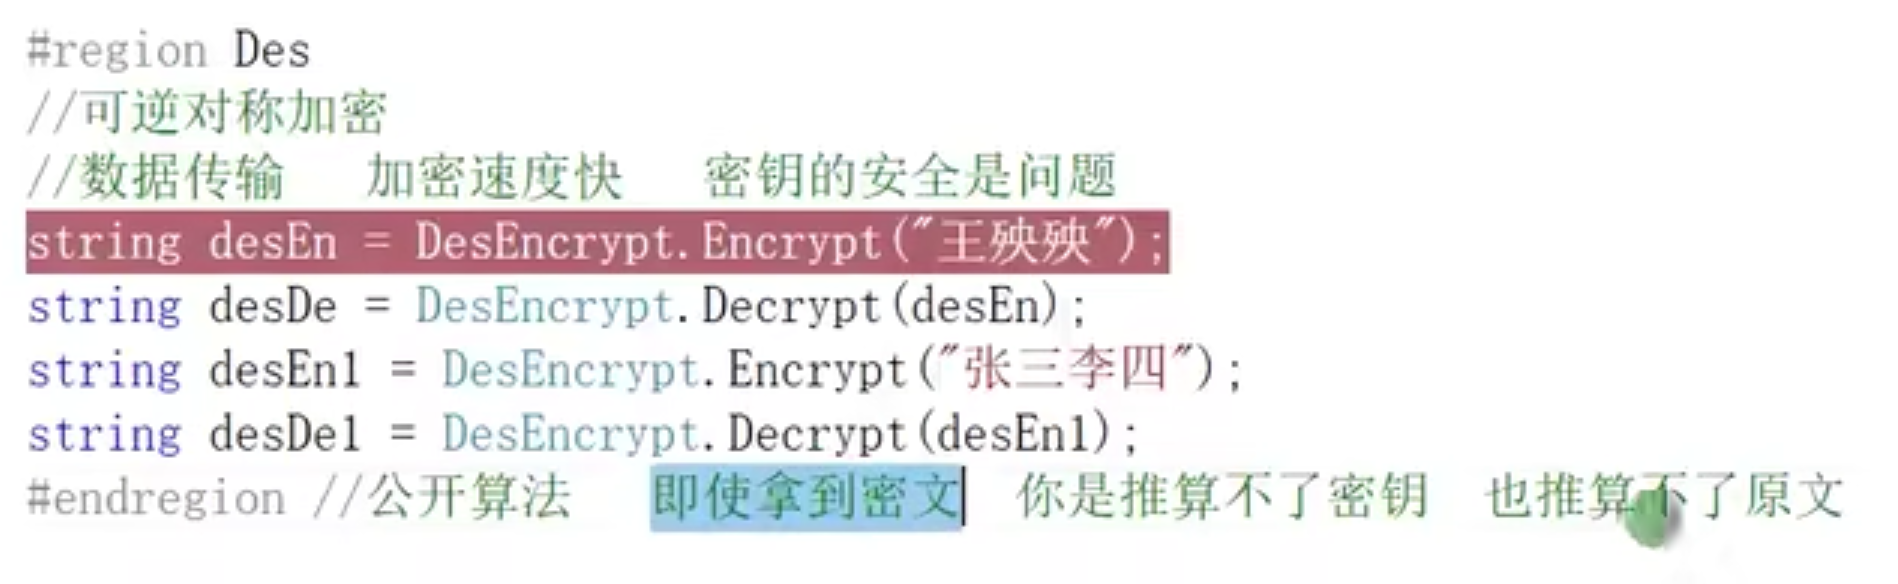 #region Des
//可逆对称加密
//数据传输 加密速度快 密钥的安全是问题
string desEn = DesEncrypt.Encrypt("王殃殃");
string desDe = DesEncrypt.Decrypt(desEn);
string desEn1 = DesEncrypt.Encrypt("张三李四");
string desDe1 = DesEncrypt.Decrypt(desEn1);
#endregion //公开算法 即使拿到密文 你是推算不了密钥 也推算不了原文